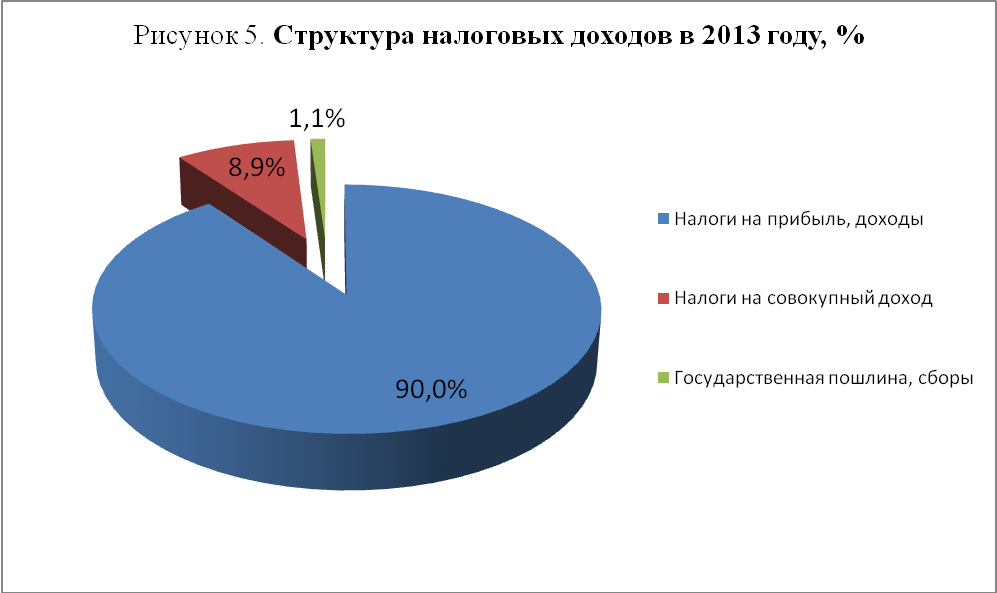 Рисунок 5. Структура налоговых доходов в 2013 году, %
1,1%
8,9%
90,0%
Налоги на прибыль, доходы
Налоги на совокупный доход
Государственная пошлина, сборы